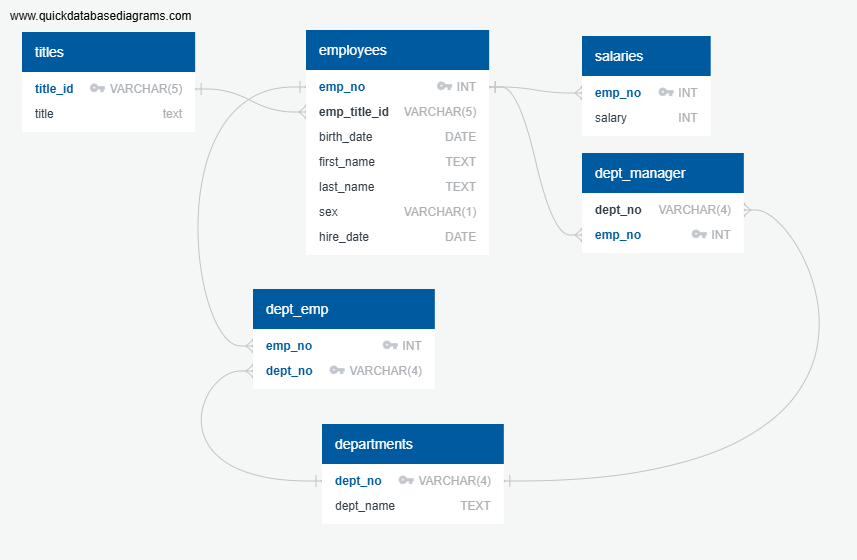 www.quickdatabasediagrams.com
titles
title_id VARCHAR(5)
title text
employees
emp_no INT
emp_title_id VARCHAR(5)
birth_date DATE
first_name TEXT
last_name TEXT
sex VARCHAR(1)
hire_date DATE
salaries
emp_no INT
salary INT
dept_manager
dept_no VARCHAR(4)
emp_no INT
dept_emp
emp_no INT
dept_no VARCHAR(4)
departments
dept_no VARCHAR(4)
dept_name TEXT